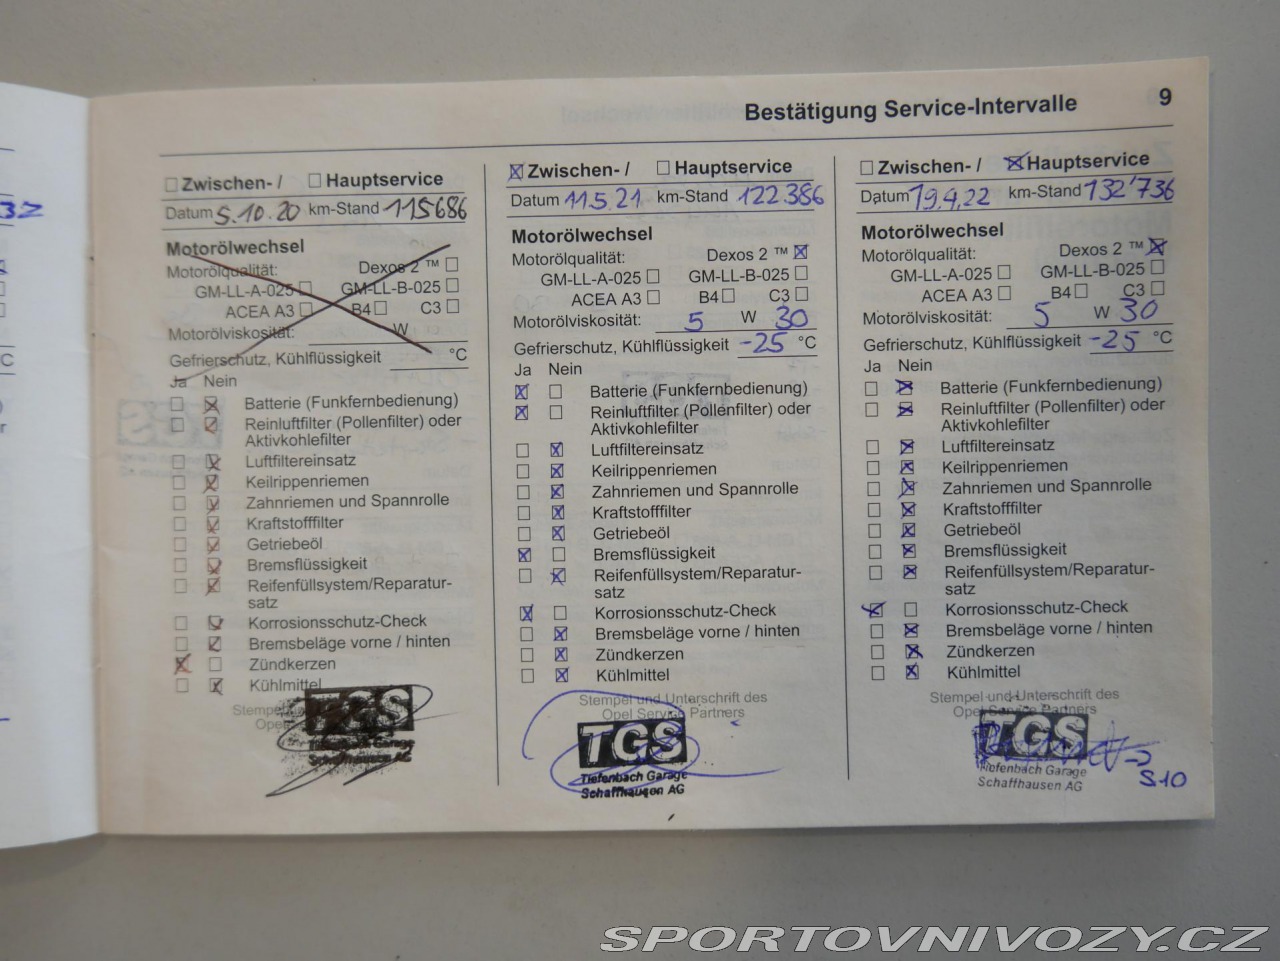 Bestätigung Service-Intervalle 9
Zwischen- / Hauptservice
Datum 5.10.20 km-Stand 115686
Motorölwechsel
Motorölqualität: Dexos 2 ™
GM-LL-A-025 GM-LL-B-025
ACEA A3 B4 C3
Motorölviskosität: W
Gefrierschutz, Kühlflüssigkeit °C
Ja Nein
Batterie (Funkfernbedienung)
Reinluftfilter (Pollenfilter) oder
Aktivkohlefilter
Luftfiltereinsatz
Keilrippenriemen
Zahnriemen und Spannrolle
Kraftstofffilter
Getriebeöl
Bremsflüssigkeit
Reifenfüllsystem/Reparatur-
satz
Korrosionsschutz-Check
Bremsbeläge vorne / hinten
Zündkerzen
Kühlmittel
TGS
Tiefenbach Garage
Schaffhausen AG
Zwischen- / Hauptservice
Datum 11.5.21 km-Stand 122.386
Motorölwechsel
Motorölqualität: Dexos 2 ™
GM-LL-A-025 GM-LL-B-025
ACEA A3 B4 C3
Motorölviskosität: 5 W 30
Gefrierschutz, Kühlflüssigkeit -25 °C
Ja Nein
Batterie (Funkfernbedienung)
Reinluftfilter (Pollenfilter) oder
Aktivkohlefilter
Luftfiltereinsatz
Keilrippenriemen
Zahnriemen und Spannrolle
Kraftstofffilter
Getriebeöl
Bremsflüssigkeit
Reifenfüllsystem/Reparatur-
satz
Korrosionsschutz-Check
Bremsbeläge vorne / hinten
Zündkerzen
Kühlmittel
Stempel und Unterschrift des
Opel Service Partners
TGS
Tiefenbach Garage
Schaffhausen AG
Zwischen- / Hauptservice
Datum 19.4.22 km-Stand 132'736
Motorölwechsel
Motorölqualität: Dexos 2 ™
GM-LL-A-025 GM-LL-B-025
ACEA A3 B4 C3
Motorölviskosität: 5 W 30
Gefrierschutz, Kühlflüssigkeit -25 °C
Ja Nein
Batterie (Funkfernbedienung)
Reinluftfilter (Pollenfilter) oder
Aktivkohlefilter
Luftfiltereinsatz
Keilrippenriemen
Zahnriemen und Spannrolle
Kraftstofffilter
Getriebeöl
Bremsflüssigkeit
Reifenfüllsystem/Reparatur-
satz
Korrosionsschutz-Check
Bremsbeläge vorne / hinten
Zündkerzen
Kühlmittel
Stempel und Unterschrift des
Opel Service Partners
TGS
Tiefenbach Garage
Schaffhausen AG
S.10
SPORTOVNIVOZY.CZ